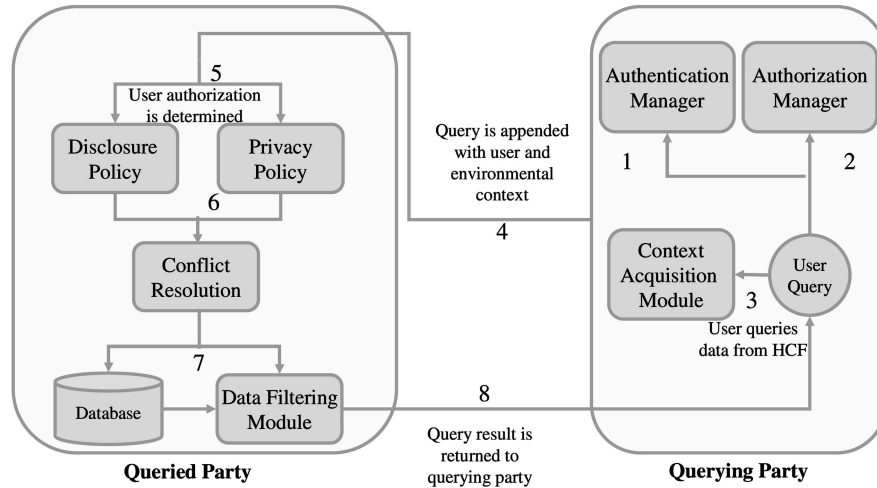 5
User authorization
is determined
Disclosure
Policy
Privacy
Policy
6
Conflict
Resolution
7
Database
Data Filtering
Module
Queried Party
Query is appended
with user and
environmental
context
4
8
Query result is
returned to
querying party
Authentication
Manager
Authorization
Manager
1
2
Context
Acquisition
Module
User
Query
3
User queries
data from HCF
Querying Party